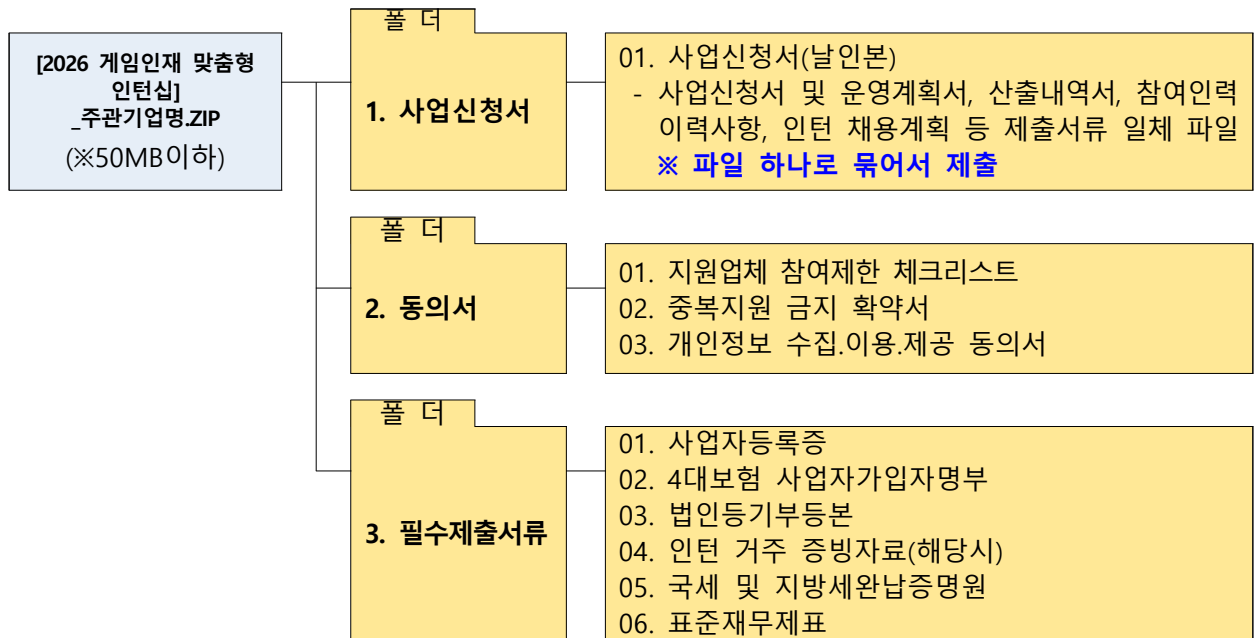 [2026 게임인재 맞춤형
인턴십]
_주관기업명.ZIP
(※50MB이하)
폴 더
1. 사업신청서
01. 사업신청서(날인본)
- 사업신청서 및 운영계획서, 산출내역서, 참여인력
이력사항, 인턴 채용계획 등 제출서류 일체 파일
※ 파일 하나로 묶어서 제출
폴 더
2. 동의서
01. 지원업체 참여제한 체크리스트
02. 중복지원 금지 확약서
03. 개인정보 수집.이용.제공 동의서
폴 더
3. 필수제출서류
01. 사업자등록증
02. 4대보험 사업자가입자명부
03. 법인등기부등본
04. 인턴 거주 증빙자료(해당시)
05. 국세 및 지방세완납증명원
06. 표준재무제표